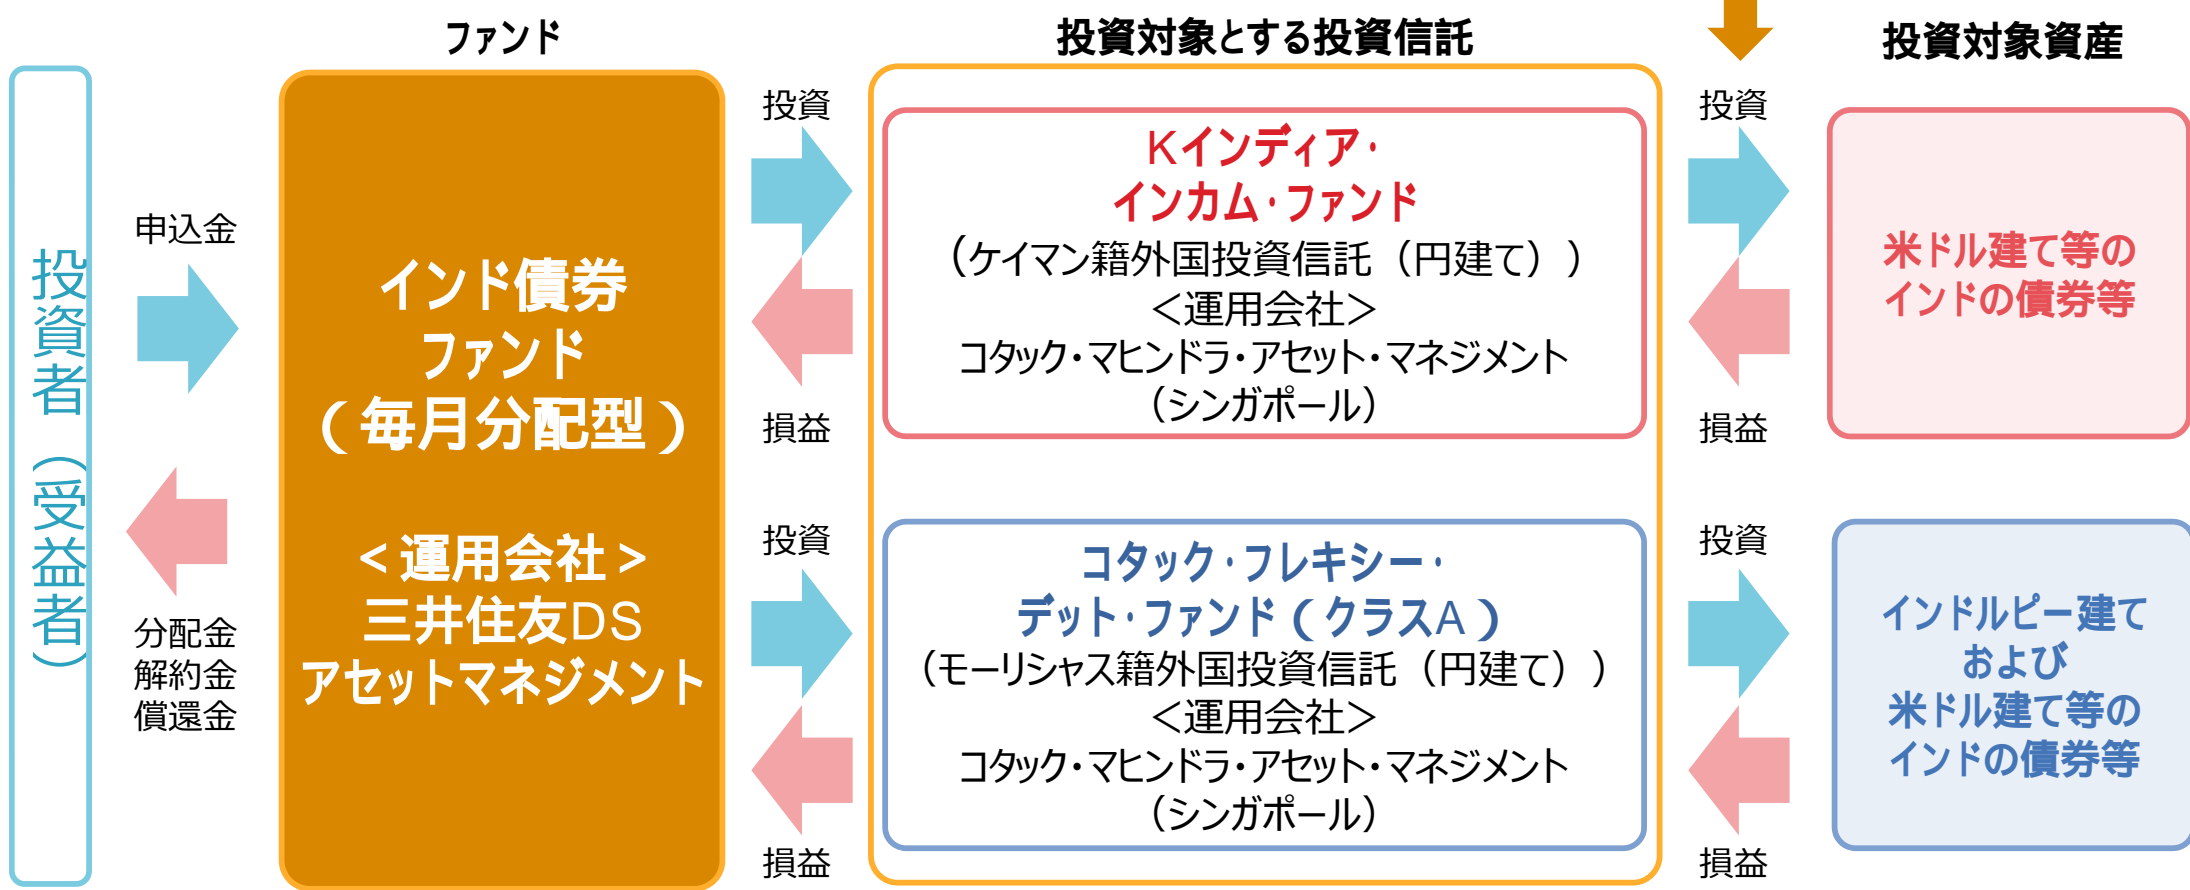 ファンド
投資対象とする投資信託
投資対象資産
投資者（受益者）
申込金
分配金
解約金
償還金
インド債券
ファンド
（毎月分配型）
＜運用会社＞
三井住友DS
アセットマネジメント
投資
損益
投資
損益
Kインディア・
インカム・ファンド
（ケイマン籍外国投資信託（円建て））
＜運用会社＞
コタック・マヒンドラ・アセット・マネジメント
（シンガポール）
コタック・フレキシー・
デット・ファンド（クラスA）
（モーリシャス籍外国投資信託（円建て））
＜運用会社＞
コタック・マヒンドラ・アセット・マネジメント
（シンガポール）
投資
損益
投資
損益
米ドル建て等の
インドの債券等
インドルピー建て
および
米ドル建て等の
インドの債券等